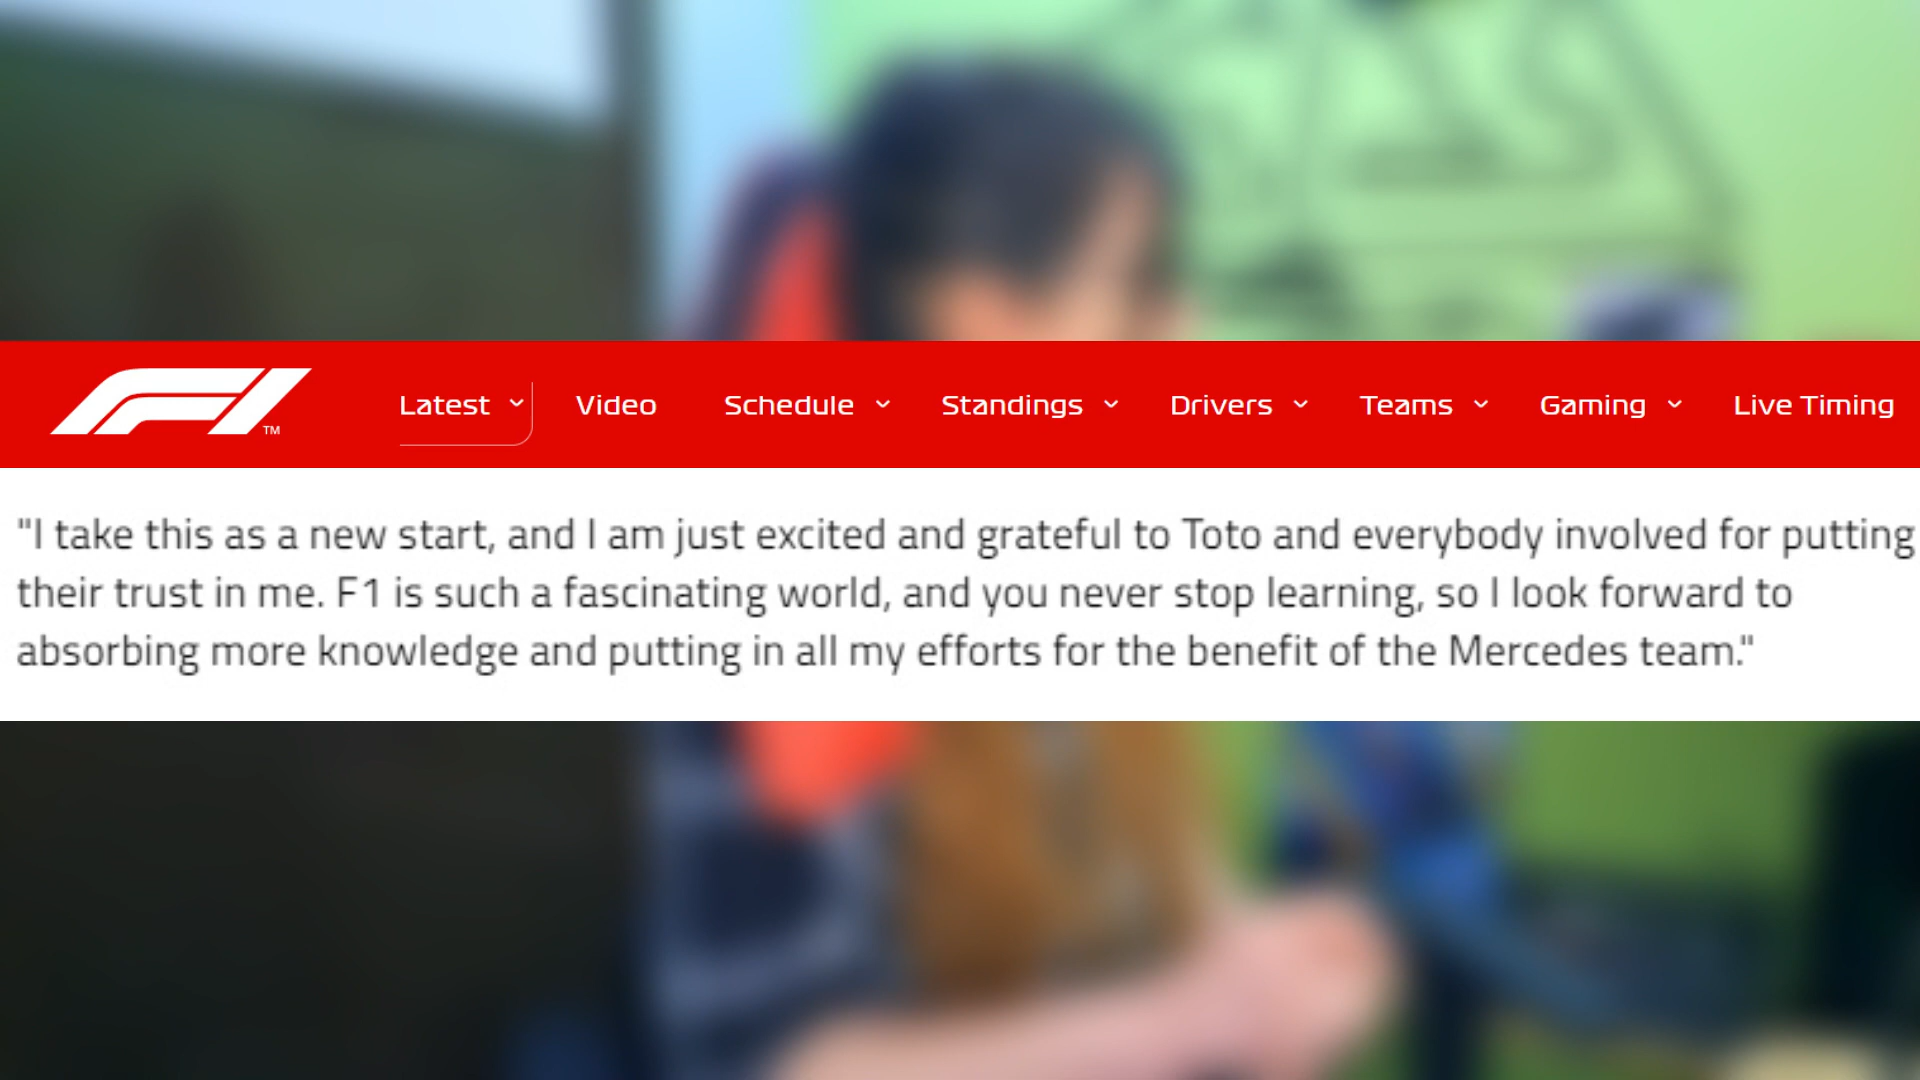 F1 TM Latest Video Schedule Standings Drivers Teams Gaming Live Timing
"I take this as a new start, and I am just excited and grateful to Toto and everybody involved for putting
their trust in me. F1 is such a fascinating world, and you never stop learning, so I look forward to
absorbing more knowledge and putting in all my efforts for the benefit of the Mercedes team."